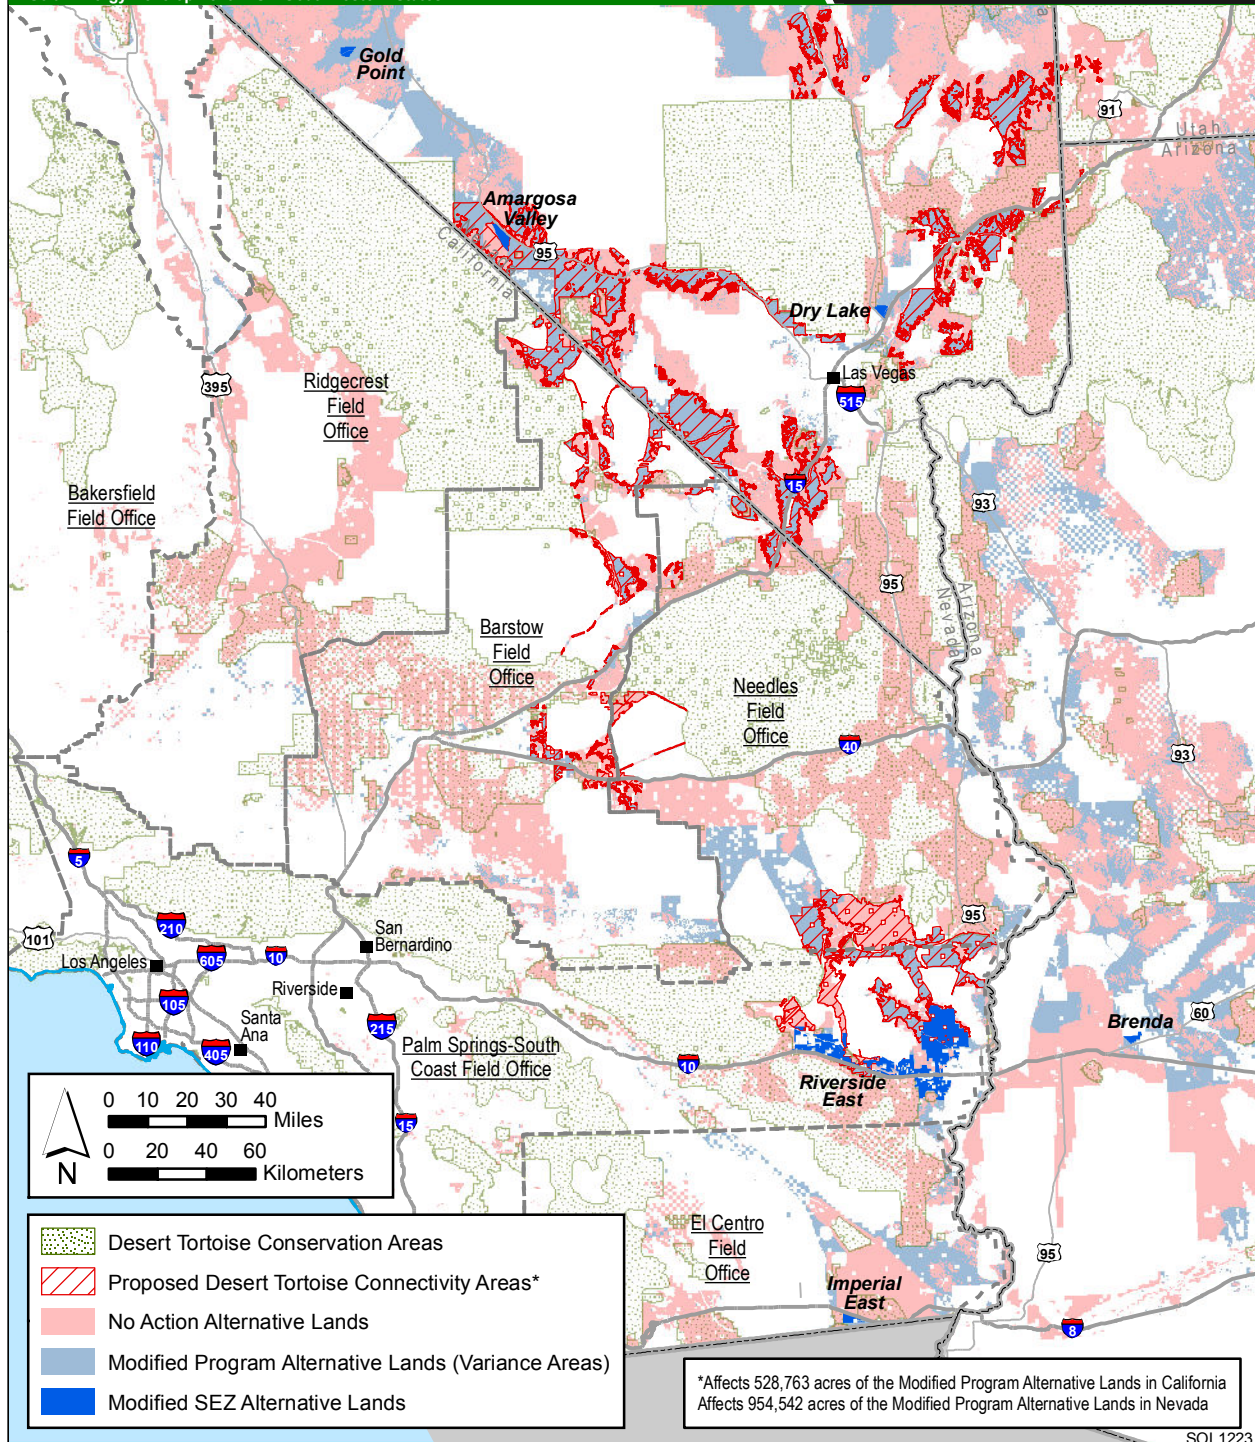 Gold
Point
91
Utah
Arizona
Amargosa
Valley
95
California
Dry Lake
Las Vegas
515
395
Ridgecrest
Field
Office
Bakersfield
Field Office
15
93
95
Arizona
Nevada
Barstow
Field
Office
Needles
Field
Office
40
93
5
95
101
210
San
Bernardino
Los Angeles
605
10
Riverside
105
Santa
Ana
215
110
405
Palm Springs-South
Coast Field Office
10
Riverside
East
Brenda
60
15
0 10 20 30 40
Miles
0 20 40 60
Kilometers
N
El Centro
Field
Office
95
Imperial
East
8
Desert Tortoise Conservation Areas
Proposed Desert Tortoise Connectivity Areas*
No Action Alternative Lands
Modified Program Alternative Lands (Variance Areas)
Modified SEZ Alternative Lands
*Affects 528,763 acres of the Modified Program Alternative Lands in California
Affects 954,542 acres of the Modified Program Alternative Lands in Nevada
SOL1223